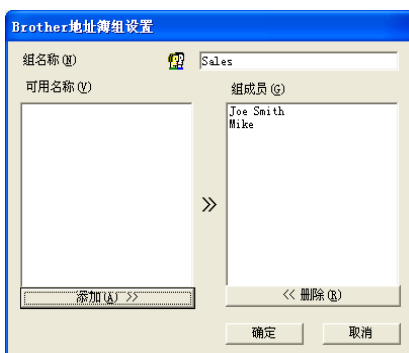 Brother地址簿组设置
组名称(N) Sales
可用名称(V) 组成员(G)
Joe Smith
Mike
添加(A) >> << 删除(R)
确定 取消